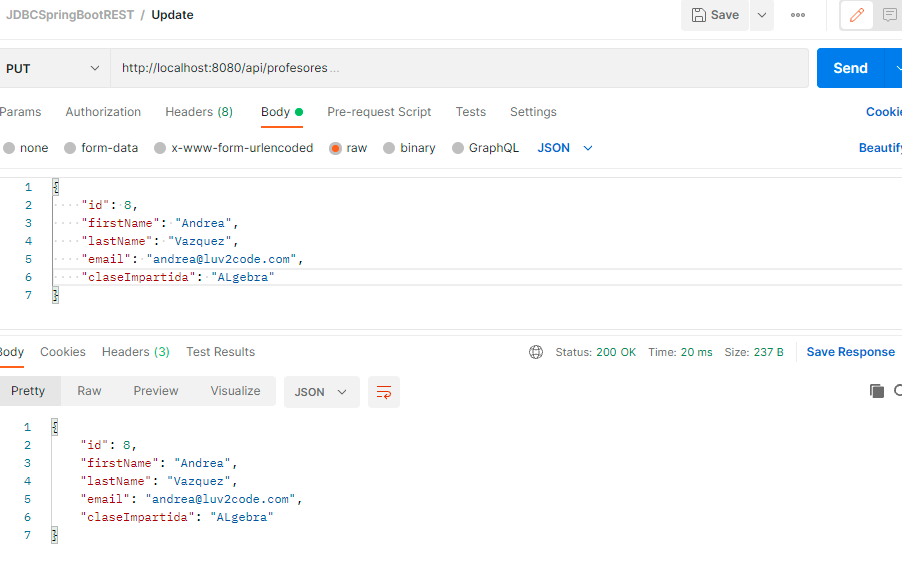 JDBCSpringBootREST / Update
Save
PUT
http://localhost:8080/api/profesores ...
Send
Params Authorization Headers (8) Body Pre-request Script Tests Settings
Cookie
none form-data x-www-form-urlencoded raw binary GraphQL JSON
Beautify
1 {
2 "id": 8,
3 "firstName": "Andrea",
4 "lastName": "Vazquez",
5 "email": "andrea@luv2code.com",
6 "claseImpartida": "ALgebra"
7 }
Body Cookies Headers (3) Test Results
Status: 200 OK Time: 20 ms Size: 237 B
Save Response
Pretty Raw Preview Visualize JSON
1 {
2 "id": 8,
3 "firstName": "Andrea",
4 "lastName": "Vazquez",
5 "email": "andrea@luv2code.com",
6 "claseImpartida": "ALgebra"
7 }